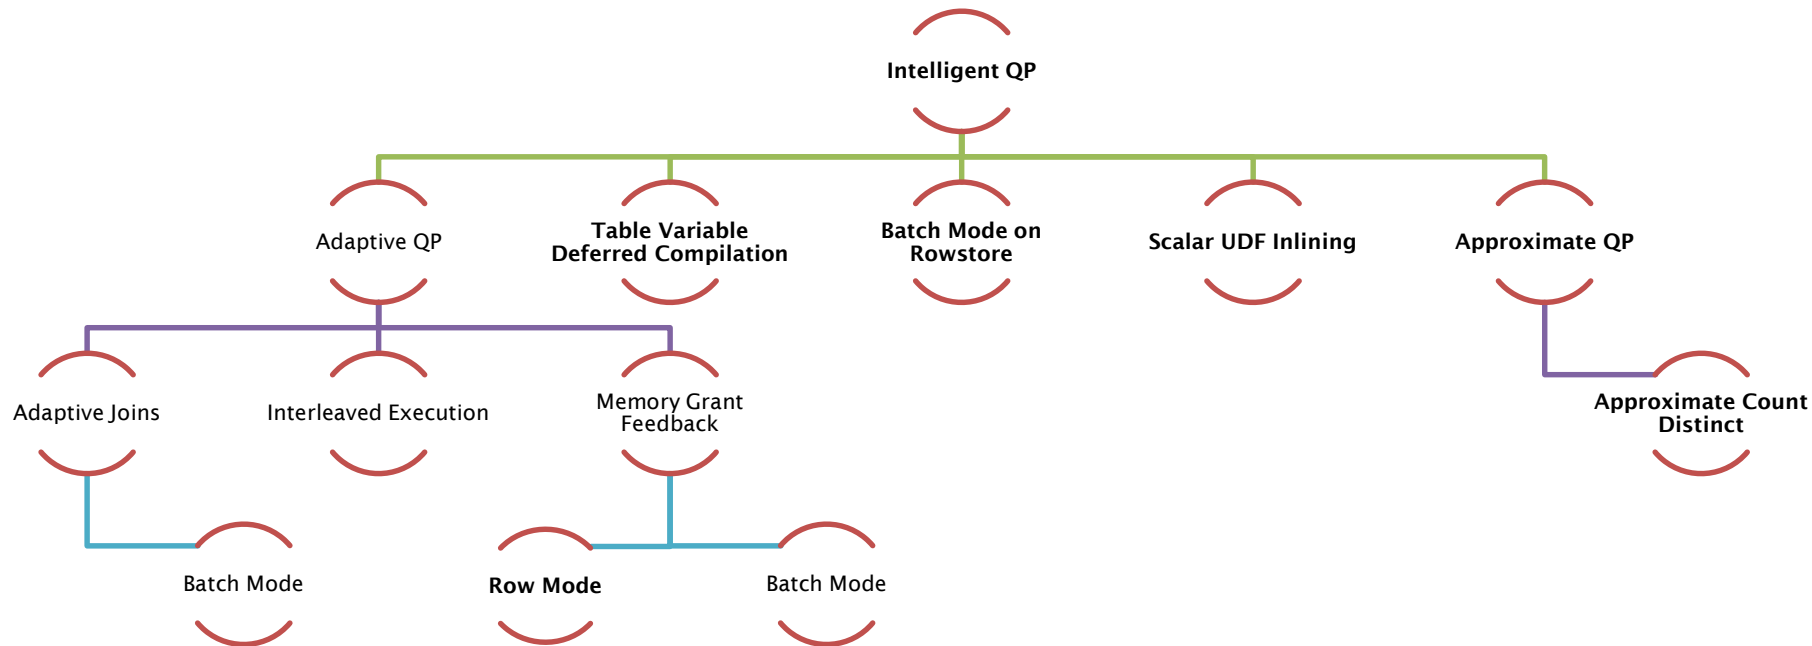 Intelligent QP
Adaptive QP
Table Variable
Deferred Compilation
Batch Mode on
Rowstore
Scalar UDF Inlining
Approximate QP
Adaptive Joins
Interleaved Execution
Memory Grant
Feedback
Approximate Count
Distinct
Batch Mode
Row Mode
Batch Mode